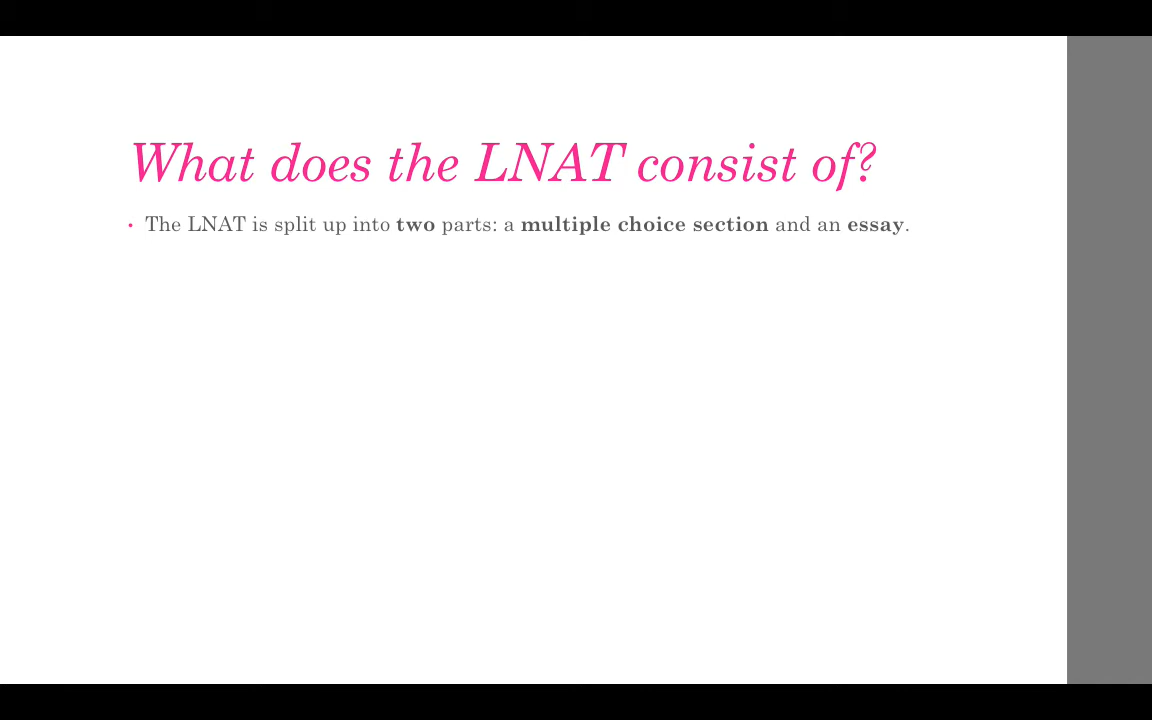 What does the LNAT consist of?
• The LNAT is split up into two parts: a multiple choice section and an essay.